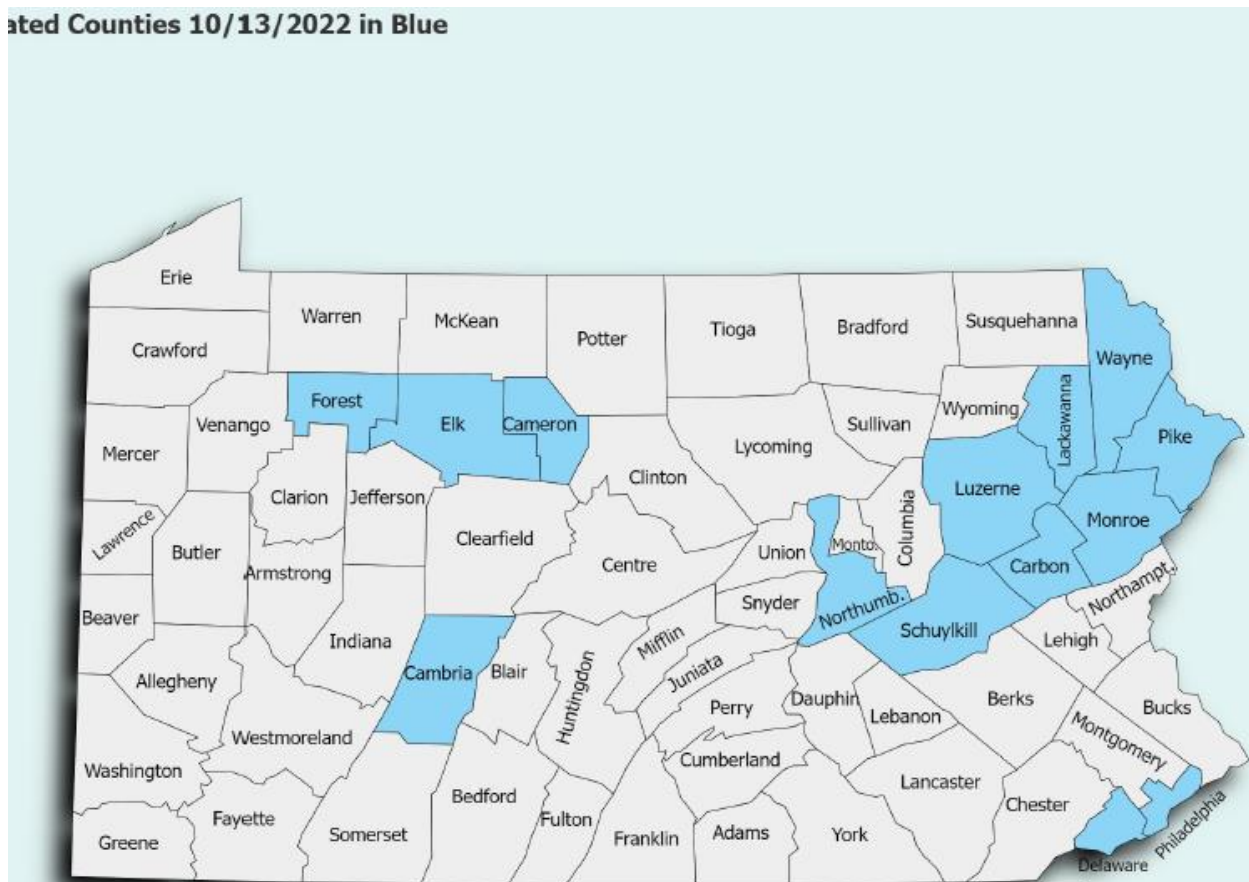 ated Counties 10/13/2022 in Blue
Erie
Warren
McKean
Potter
Tioga
Bradford
Susquehanna
Wayne
Crawford
Forest
Elk
Cameron
Venango
Mercer
Lycoming
Sullivan
Wyoming
Lackawanna
Pike
Clarion
Jefferson
Clinton
Luzerne
Columbia
Monroe
Lawrence
Butler
Clearfield
Centre
Union
Monto.
Carbon
Armstrong
Northampt.
Beaver
Indiana
Snyder
Northumb.
Schuylkill
Lehigh
Mifflin
Juniata
Allegheny
Cambria
Blair
Huntingdon
Perry
Dauphin
Lebanon
Berks
Bucks
Westmoreland
Cumberland
Montgomery
Washington
Lancaster
Chester
Bedford
Fayette
Somerset
Fulton
Franklin
Adams
York
Greene
Delaware
Philadelphia